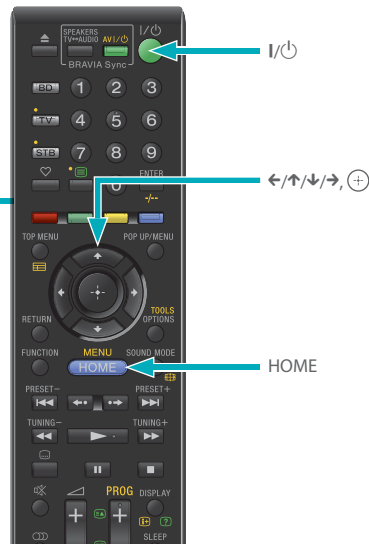 SPEAKERS
TV↔AUDIO AV I/⏻ I/⏻
BRAVIA Sync
I/⏻
BD 1 2 3
TV 4 5 6
STB 7 8 9
0 ENTER
-/--
←/↑/↓/→, ⊕
TOP MENU POP UP/MENU
TOOLS
RETURN OPTIONS
FUNCTION MENU SOUND MODE
HOME
HOME
PRESET– PRESET+
TUNING– TUNING+
PROG DISPLAY
+ + i+ ?
SLEEP